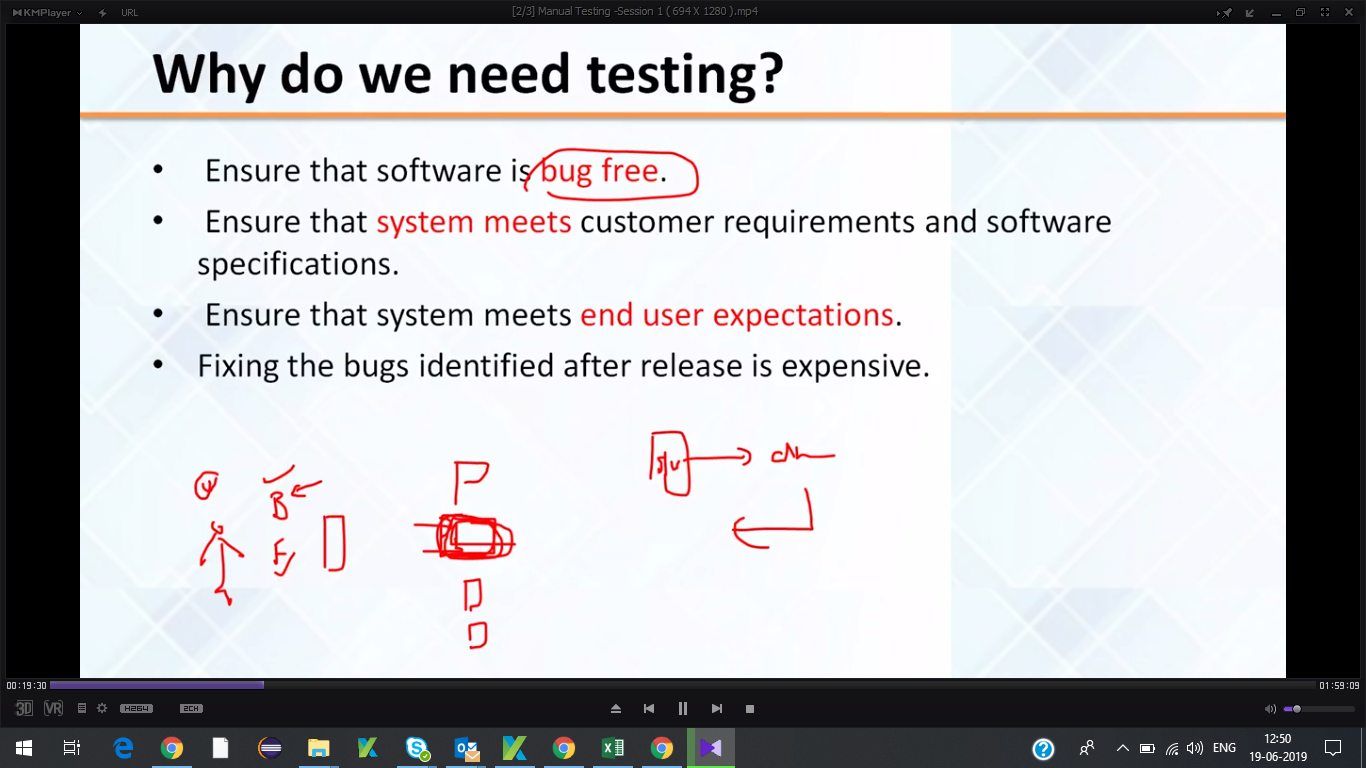 KMPlayer
URL
[2/3] Manual Testing -Session 1 ( 694 X 1280 ).mp4
Why do we need testing?
• Ensure that software is bug free.
• Ensure that system meets customer requirements and software
specifications.
• Ensure that system meets end user expectations.
• Fixing the bugs identified after release is expensive.
P
B
D
D
00:19:30
01:59:09
3D
VR
H264
2CH
ENG
12:50
19-06-2019